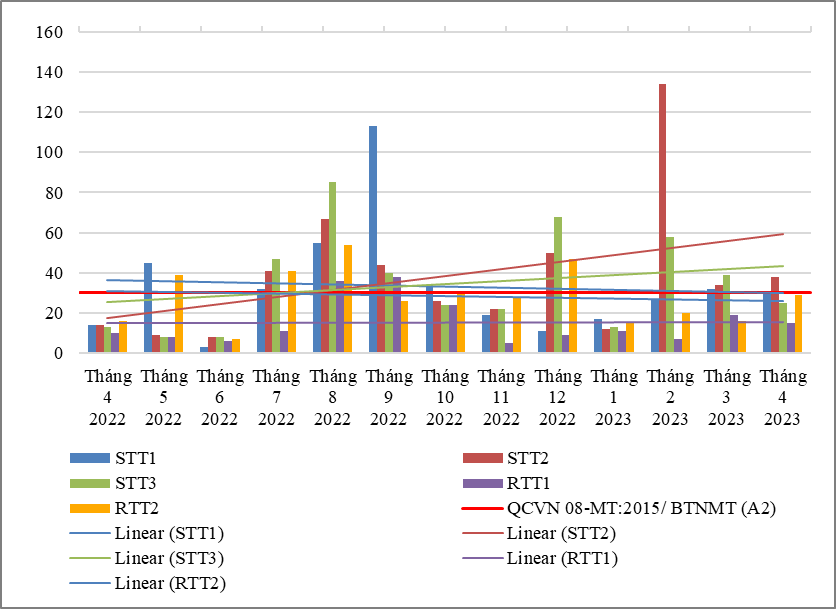 160
140
120
100
80
60
40
20
0
Tháng Tháng Tháng Tháng Tháng Tháng Tháng Tháng Tháng Tháng Tháng Tháng Tháng
4 5 6 7 8 9 10 11 12 1 2 3 4
2022 2022 2022 2022 2022 2022 2022 2022 2022 2023 2023 2023 2023
STT1 STT2
STT3 RTT1
RTT2 QCVN 08-MT:2015/ BTNMT (A2)
Linear (STT1) Linear (STT2)
Linear (STT3) Linear (RTT1)
Linear (RTT2)